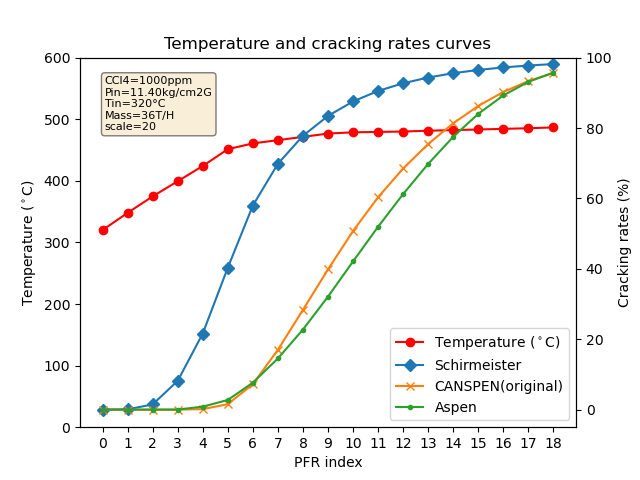 Temperature and cracking rates curves
CCl4=1000ppm
Pin=11.40kg/cm2G
Tin=320°C
Mass=36T/H
scale=20
Temperature (°C)
600
500
400
300
200
100
0
Cracking rates (%)
100
80
60
40
20
0
Temperature (°C)
Schirmeister
CANSPEN(original)
Aspen
0 1 2 3 4 5 6 7 8 9 10 11 12 13 14 15 16 17 18
PFR index